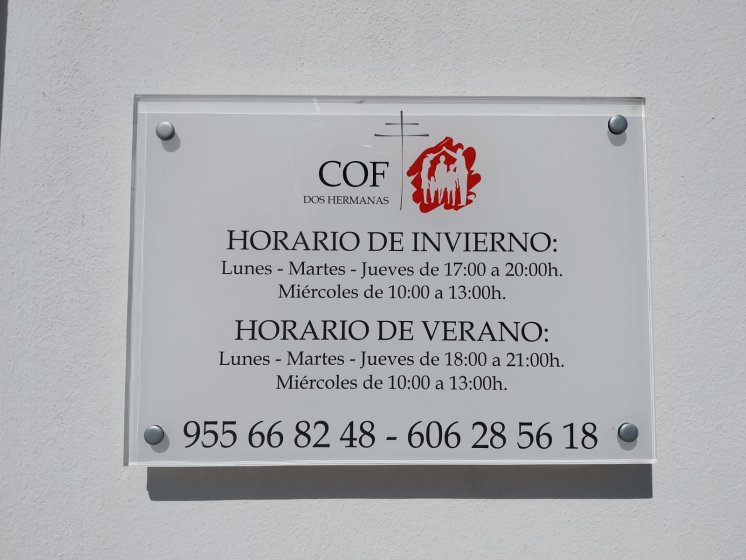 COF
DOS HERMANAS
HORARIO DE INVIERNO:
Lunes - Martes - Jueves de 17:00 a 20:00h.
Miércoles de 10:00 a 13:00h.
HORARIO DE VERANO:
Lunes - Martes - Jueves de 18:00 a 21:00h.
Miércoles de 10:00 a 13:00h.
955 66 82 48 - 606 28 56 18